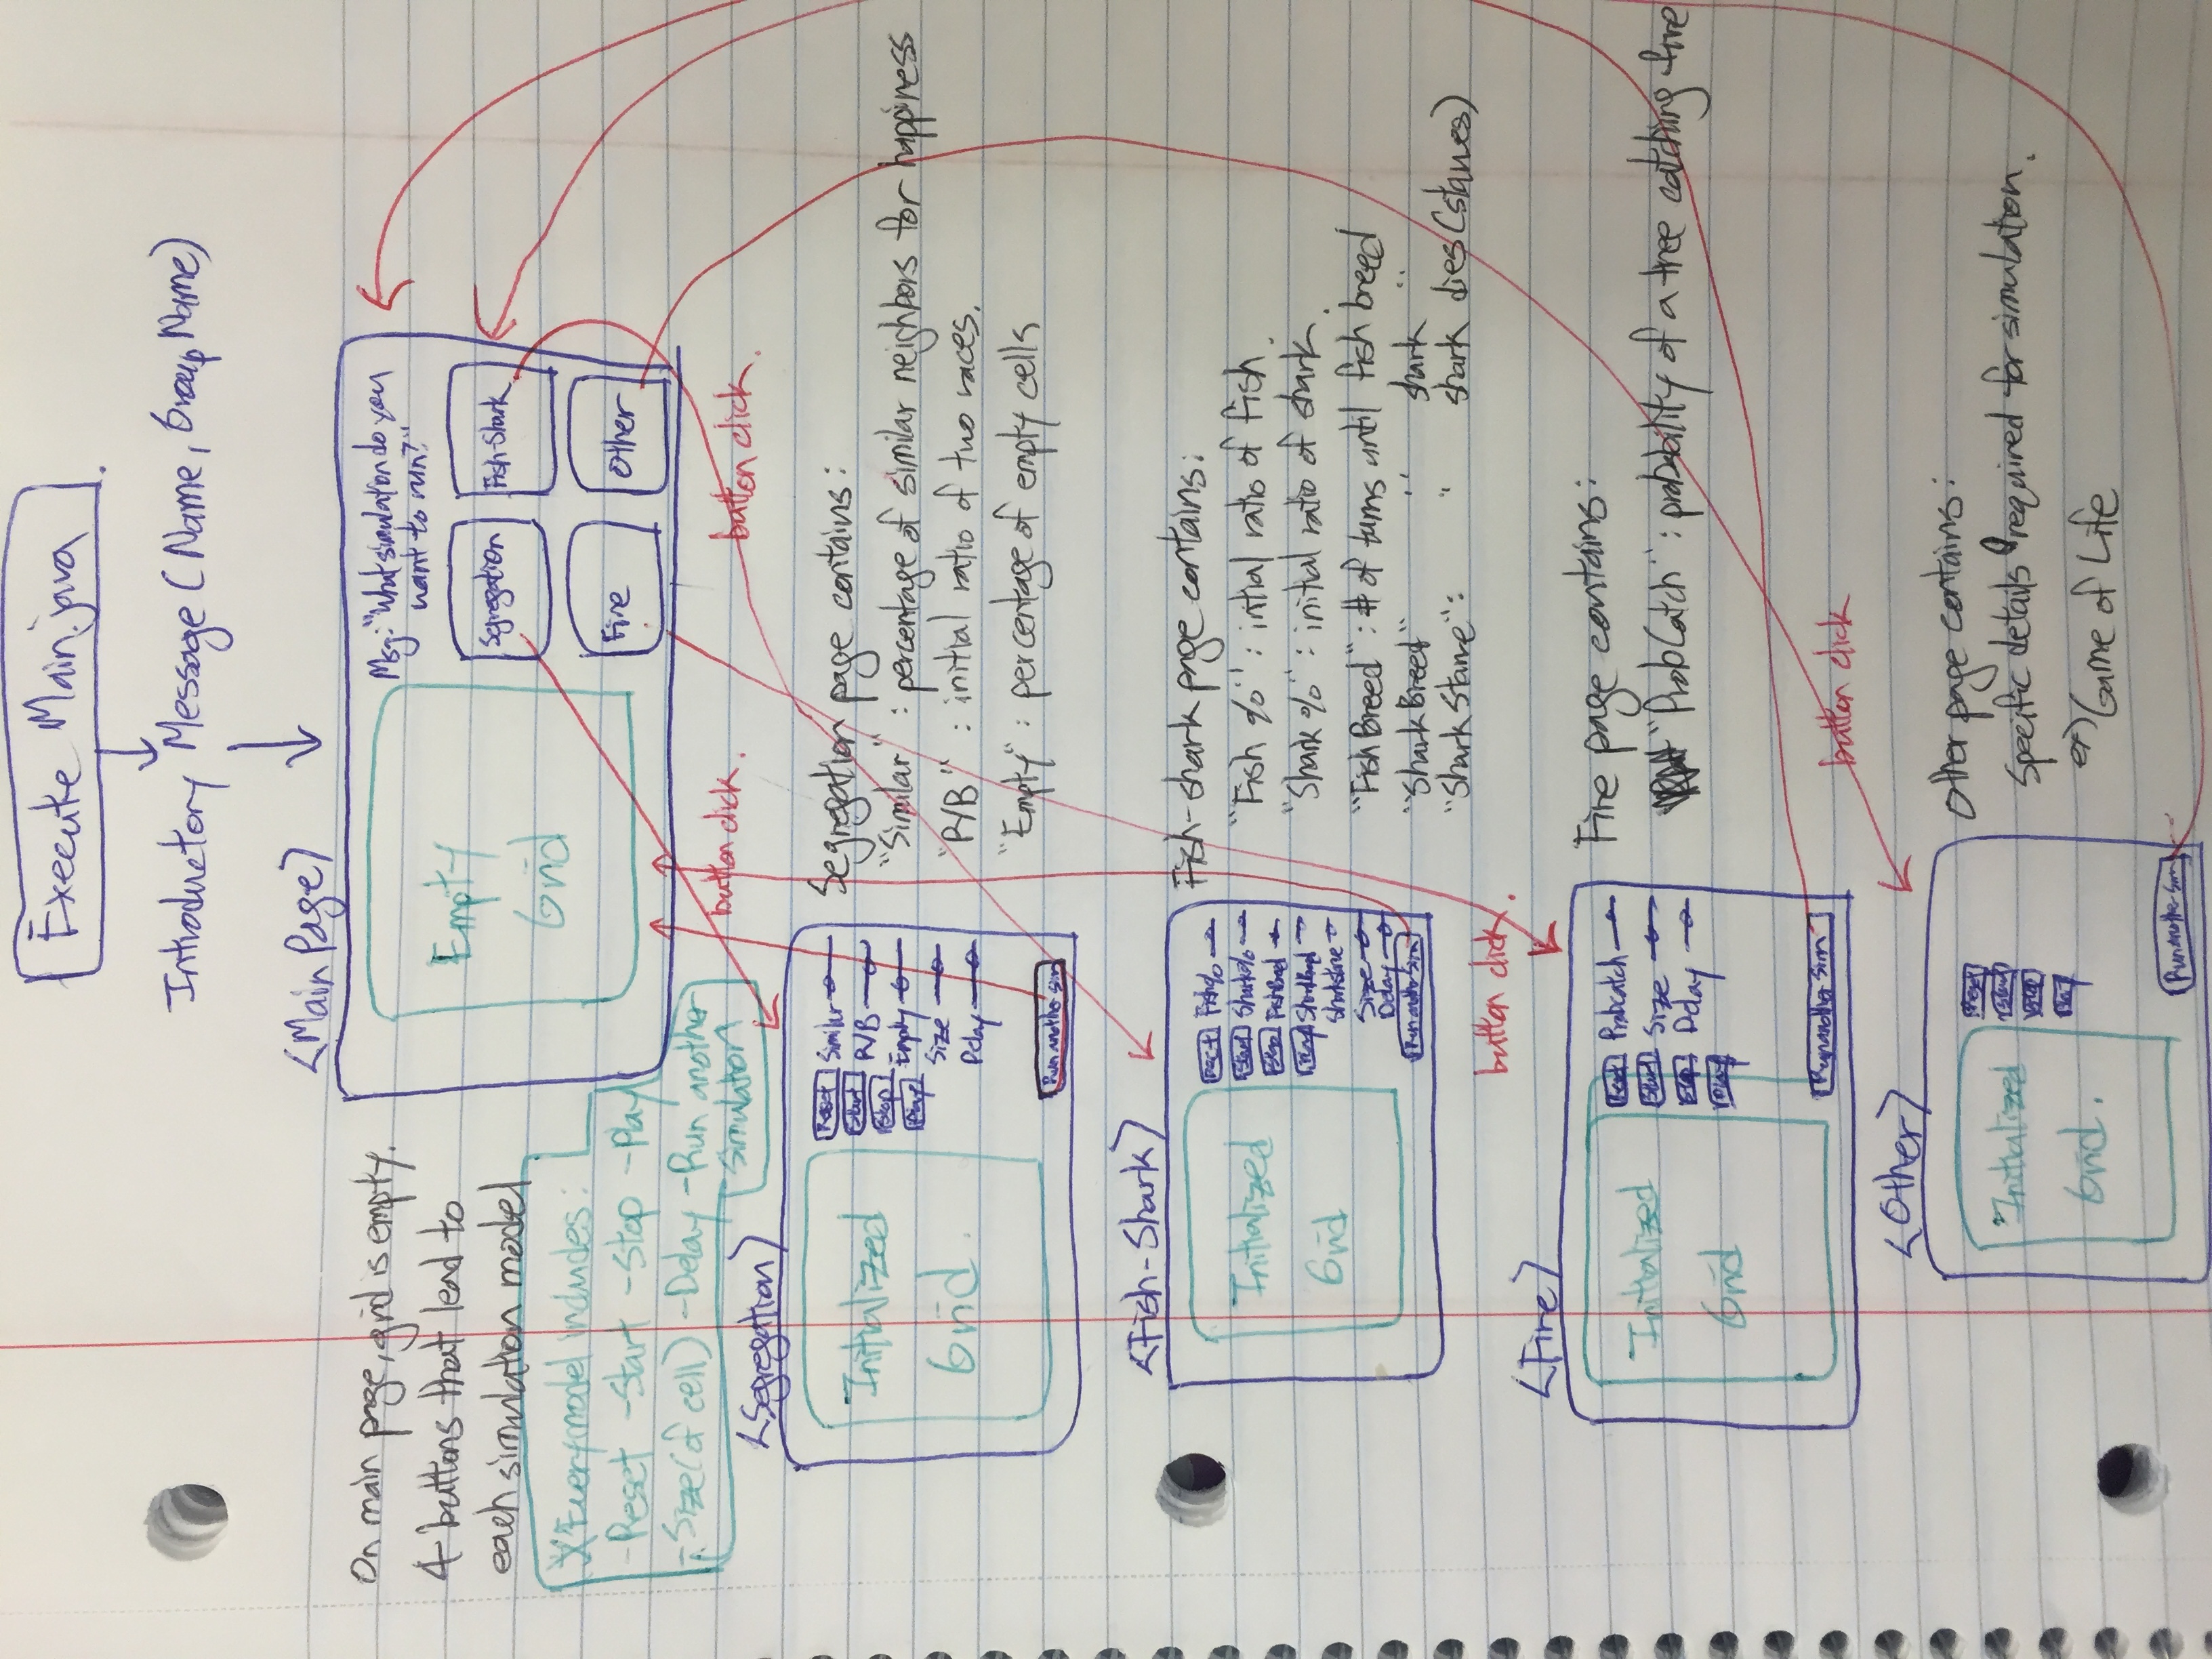 Execute Main.java
Introductory Message (Name, Group Name)
<Main Page>
On main page, grid is empty.
4 buttons that lead to
each simulation model
Empty
Grid
Msg: "What simulation do you
want to run?"
Segregation
Fish-Shark
Fire
Other
Every model includes:
-Reset -Start -Stop -Play
-Size(of cell) -Delay -Run another
Simulation
button click.
button click.
<Segregation>
Initialized
Grid.
Reset
Start
Stop
Play
Similar
R/B
Empty
Size
Delay
Run another sim
Segregation page contains:
"Similar" : percentage of similar neighbors for happiness
"R/B" : initial ratio of two races.
"Empty" : percentage of empty cells
<Fish-Shark>
Initialized
Grid
Reset
Start
Stop
Play
Fish%
Shark%
FishBreed
SharkBreed
Sharkstarve
Size
Delay
Run another Sim
Fish-shark page contains:
"Fish %" : initial ratio of fish.
"Shark %" : initial ratio of shark.
"Fish Breed" : # of turns until fish breed
"Shark Breed" " shark "
"Shark Starve": " shark dies (starves)
button click.
<Fire>
Initialized
Grid
Reset
Start
Stop
Play
Probcatch
Size
Delay
Run another Sim
Fire page contains:
"ProbCatch" : probability of a tree catching fire
button click
<Other>
Initialized
Grid.
Reset
Start
Stop
Play
Run another Sim
Other page contains:
Specific details required for simulation.
ex) Game of Life